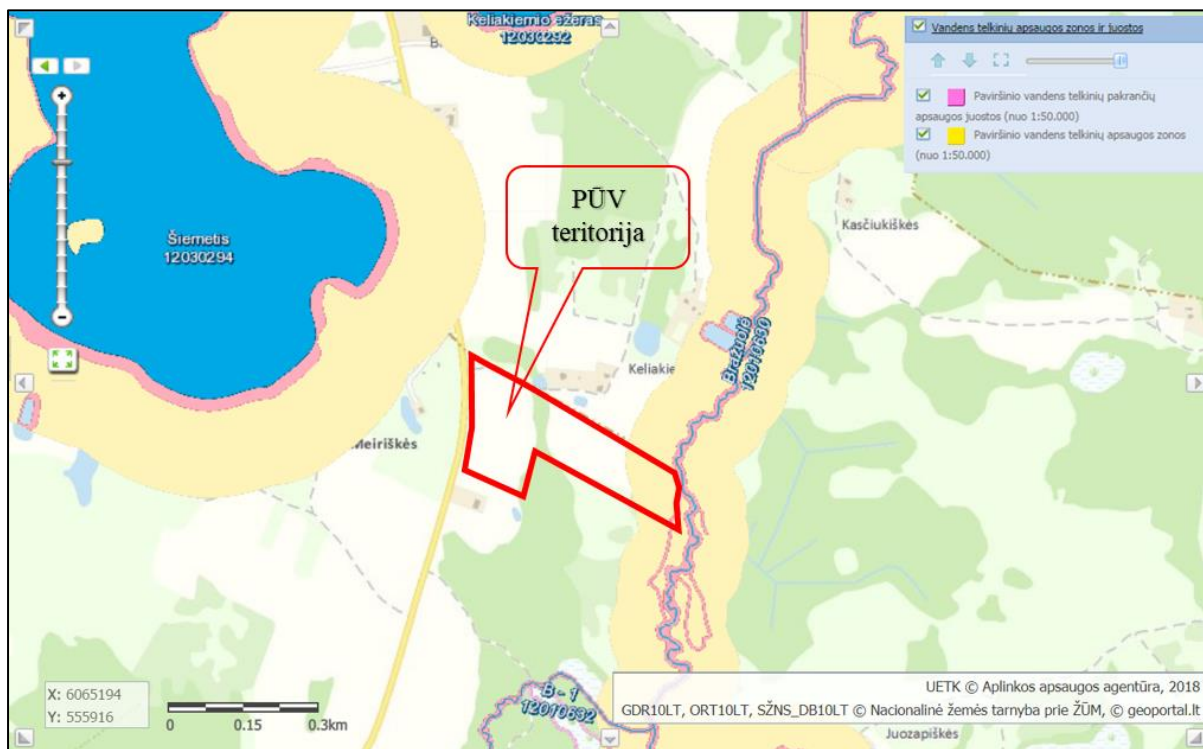 Keliakiemio ežeras
12030292
Vandens telkinių apsaugos zonos ir juostos
Paviršinio vandens telkinių pakrančių
apsaugos juostos (nuo 1:50.000)
Paviršinio vandens telkinių apsaugos zonos
(nuo 1:50.000)
PŪV
teritorija
Kasčiukiškės
Šiemetis
12030294
Bražuolė
12010630
Keliakie
Meiriškės
X: 6065194
Y: 555916
0 0.15 0.3km
B - 1
12010632
UETK © Aplinkos apsaugos agentūra, 2018
GDR10LT, ORT10LT, SŽNS_DB10LT © Nacionalinė žemės tarnyba prie ŽŪM, © geoportal.lt
Juozapiškės